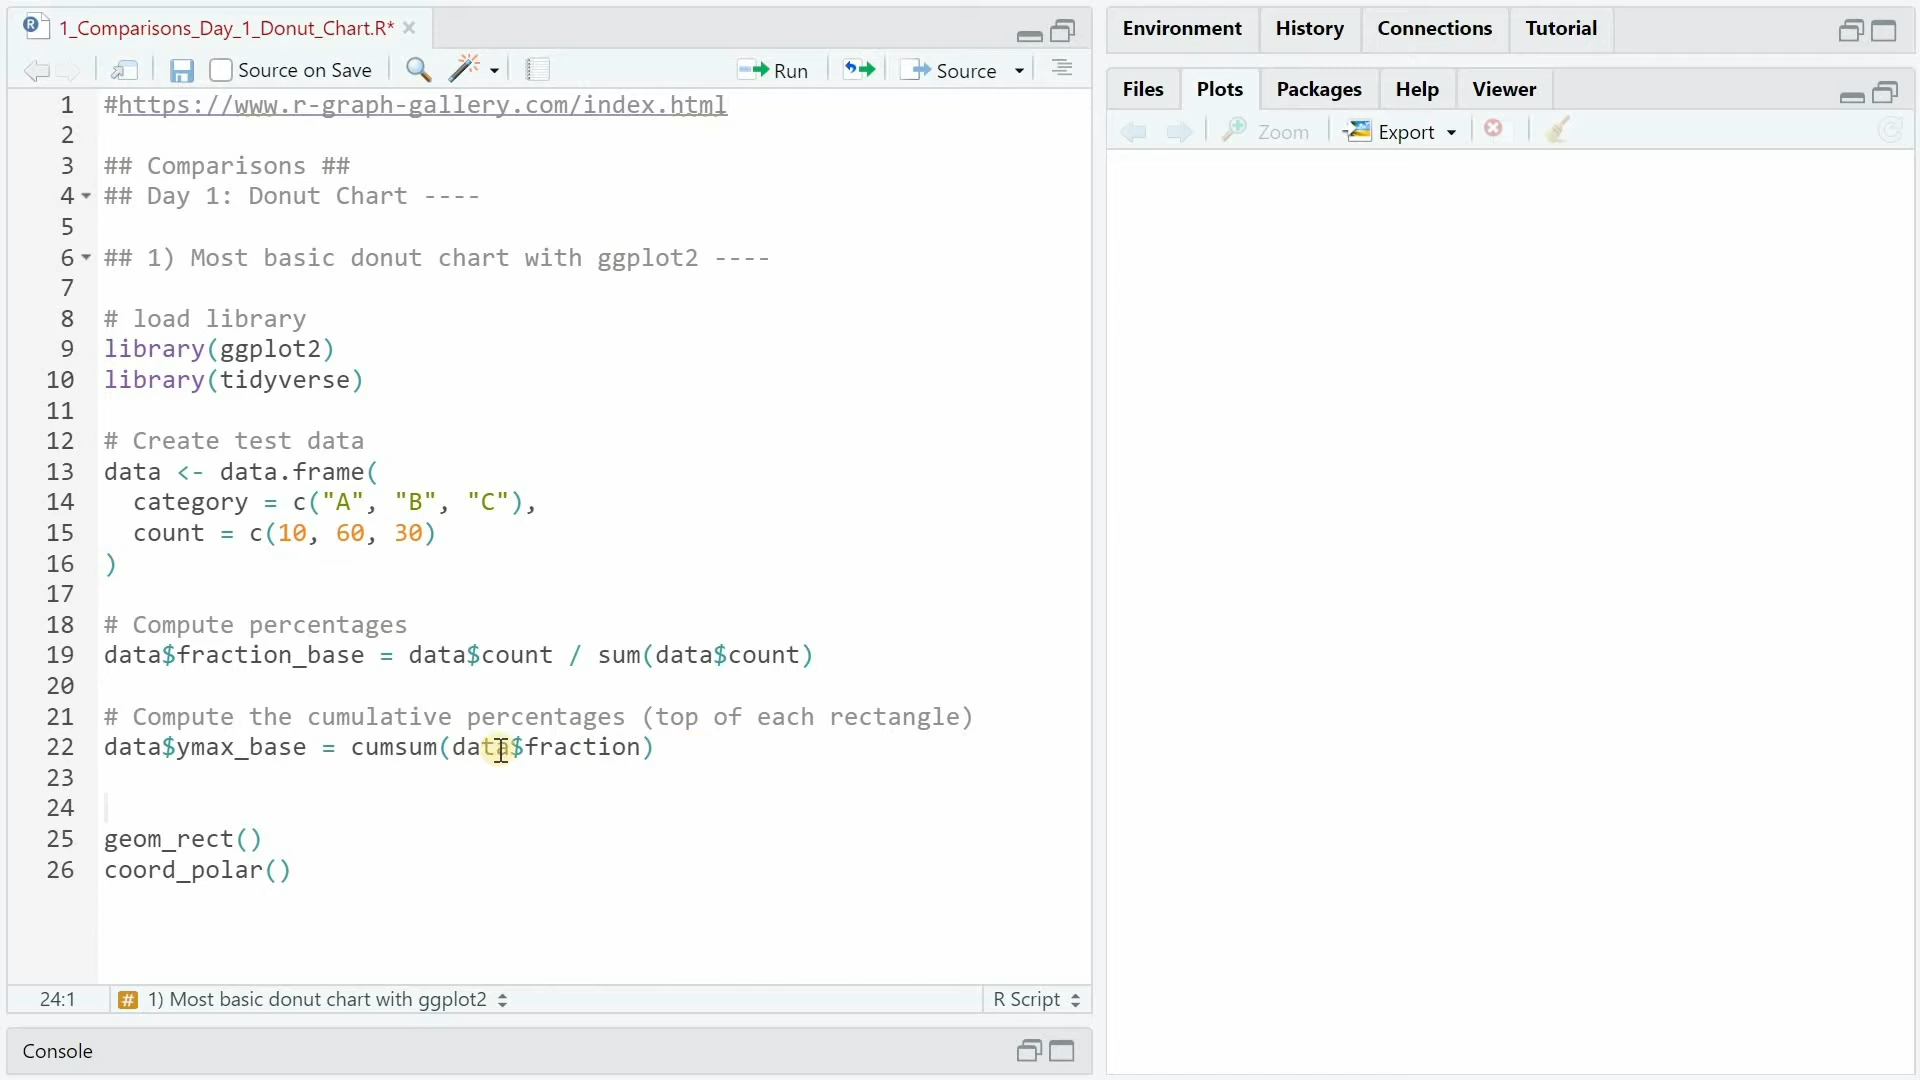 1_Comparisons_Day_1_Donut_Chart.R*
Source on Save
Run
Source
1 #https://www.r-graph-gallery.com/index.html
2
3 ## Comparisons ##
4 ## Day 1: Donut Chart ----
5
6 ## 1) Most basic donut chart with ggplot2 ----
7
8 # load library
9 library(ggplot2)
10 library(tidyverse)
11
12 # Create test data
13 data <- data.frame(
14   category = c("A", "B", "C"),
15   count = c(10, 60, 30)
16 )
17
18 # Compute percentages
19 data$fraction_base = data$count / sum(data$count)
20
21 # Compute the cumulative percentages (top of each rectangle)
22 data$ymax_base = cumsum(data$fraction)
23
24
25 geom_rect()
26 coord_polar()
24:1 # 1) Most basic donut chart with ggplot2 R Script
Console
Environment History Connections Tutorial
Files Plots Packages Help Viewer
Zoom Export